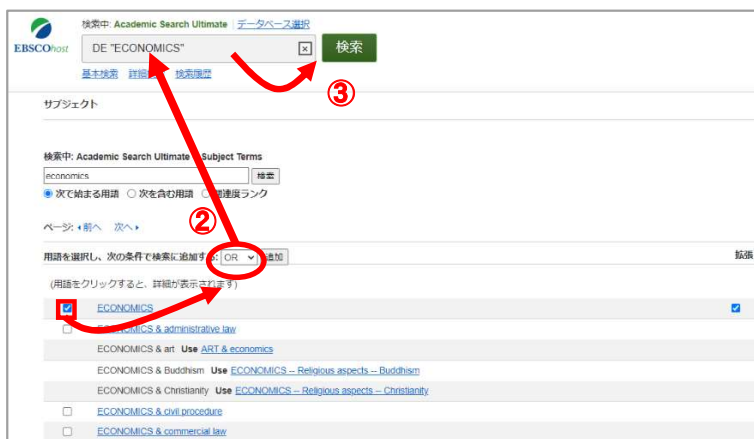 検索中: Academic Search Ultimate データベース選択
EBSCOhost DE "ECONOMICS" 検索
基本検索 詳細 検索履歴
③
サブジェクト
検索中: Academic Search Ultimate Subject Terms
economics 検索
次で始まる用語 次を含む用語 関連度ランク
②
ページ: 前へ 次へ
用語を選択し、次の条件で検索に追加する: OR 追加 拡張
(用語をクリックすると、詳細が表示されます)
ECONOMICS
ECONOMICS & administrative law
ECONOMICS & art Use ART & economics
ECONOMICS & Buddhism Use ECONOMICS -- Religious aspects -- Buddhism
ECONOMICS & Christianity Use ECONOMICS -- Religious aspects -- Christianity
ECONOMICS & civil procedure
ECONOMICS & commercial law